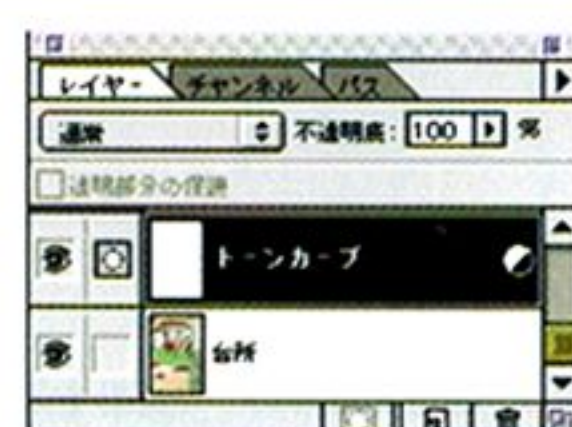 レイヤー チャンネル パス
通常 不透明度: 100 %
透明部分の保護
トーンカーブ
台所